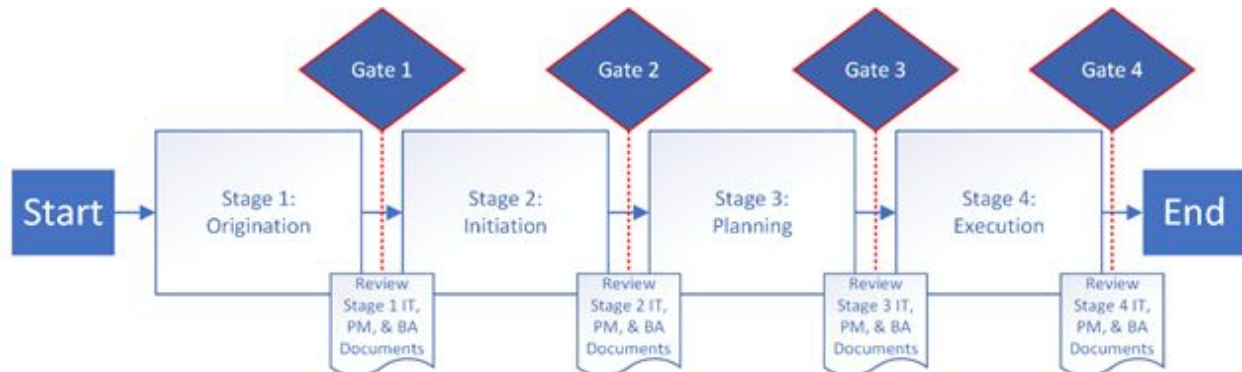 Gate 1
Gate 2
Gate 3
Gate 4
Start
Stage 1:
Origination
Stage 2:
Initiation
Stage 3:
Planning
Stage 4:
Execution
End
Review
Stage 1 IT,
PM, & BA
Documents
Review
Stage 2 IT,
PM, & BA
Documents
Review
Stage 3 IT,
PM, & BA
Documents
Review
Stage 4 IT,
PM, & BA
Documents